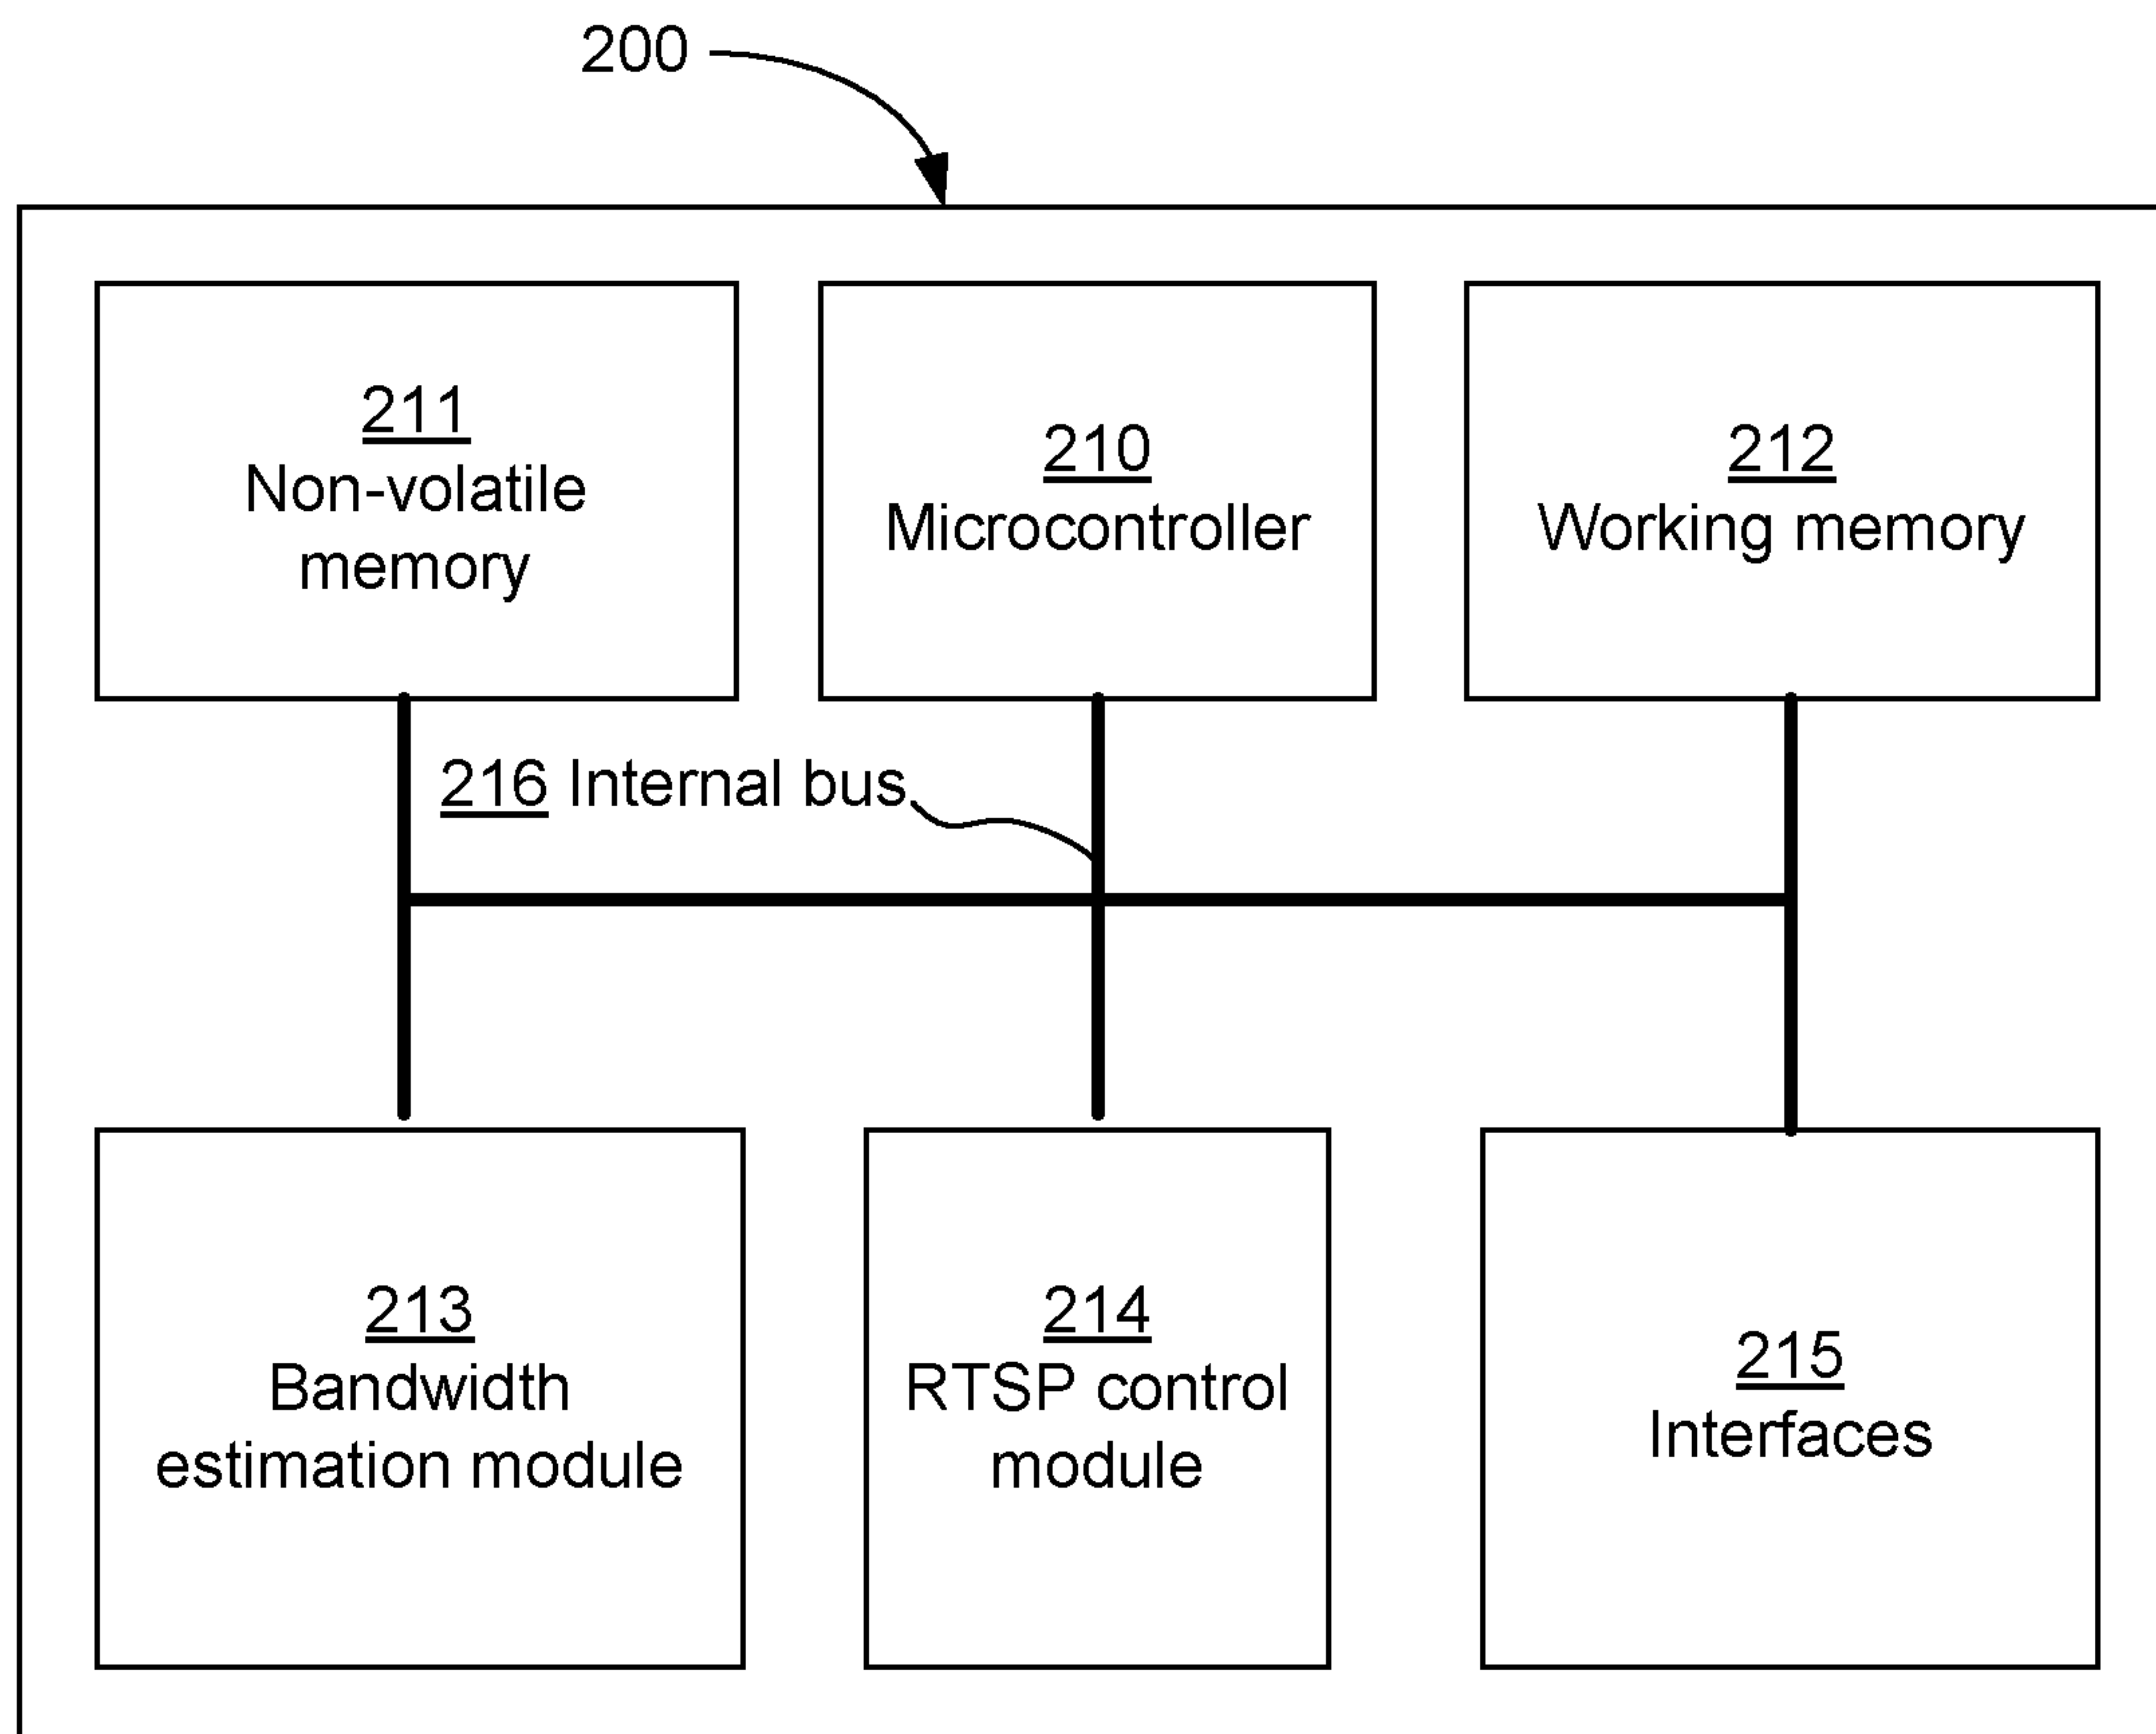 200
211
Non-volatile
memory
210
Microcontroller
212
Working memory
216 Internal bus
213
Bandwidth
estimation module
214
RTSP control
module
215
Interfaces